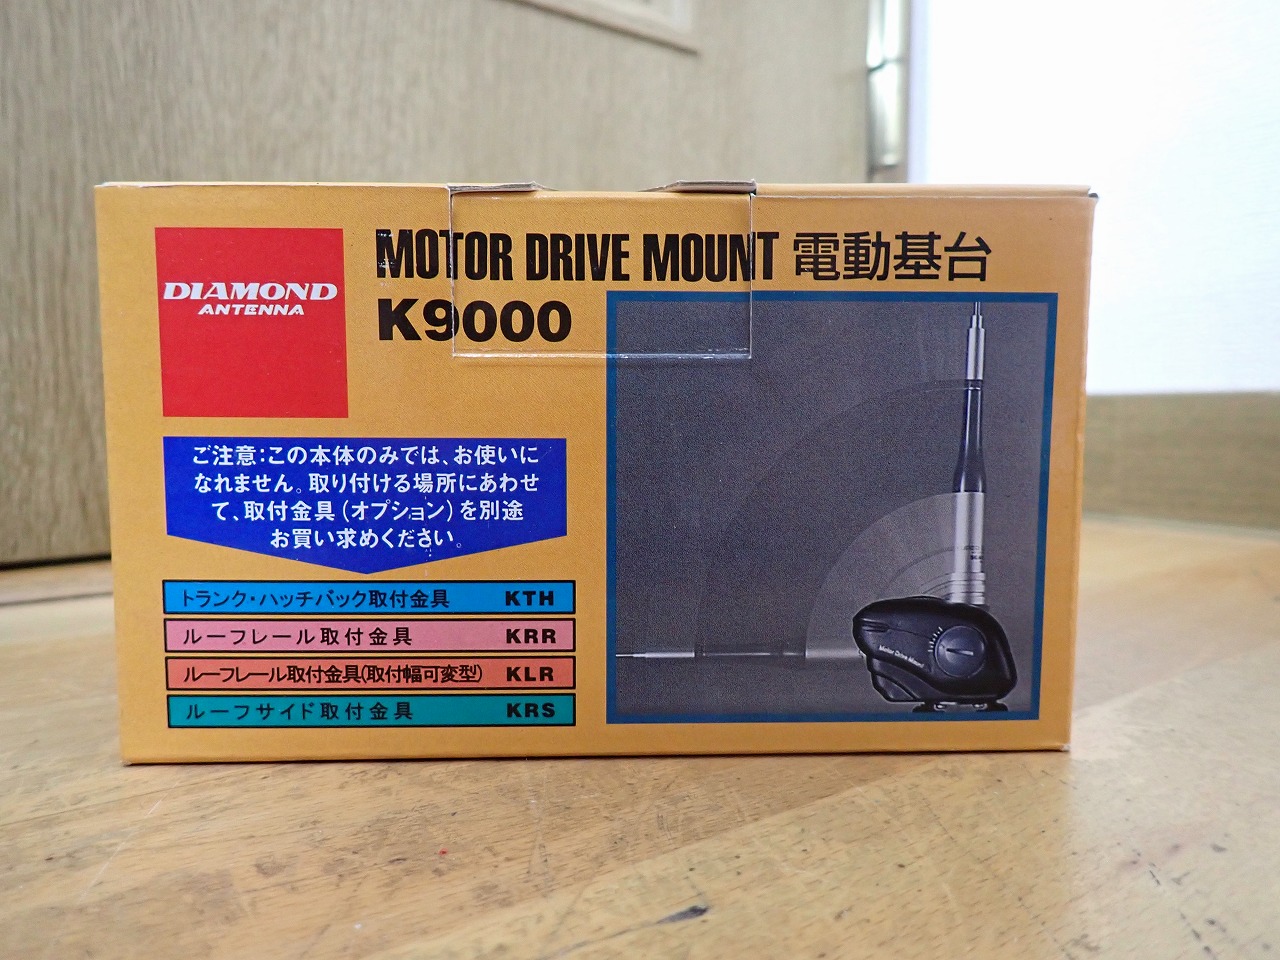 MOTOR DRIVE MOUNT 電動基台
K9000
DIAMOND
ANTENNA
ご注意:この本体のみでは、お使いに
なれません。取り付ける場所にあわせ
て、取付金具(オプション)を別途
お買い求めください。
トランク・ハッチバック取付金具 KTH
ルーフレール取付金具 KRR
ルーフレール取付金具(取付幅可変型) KLR
ルーフサイド取付金具 KRS
Motor Drive Mount